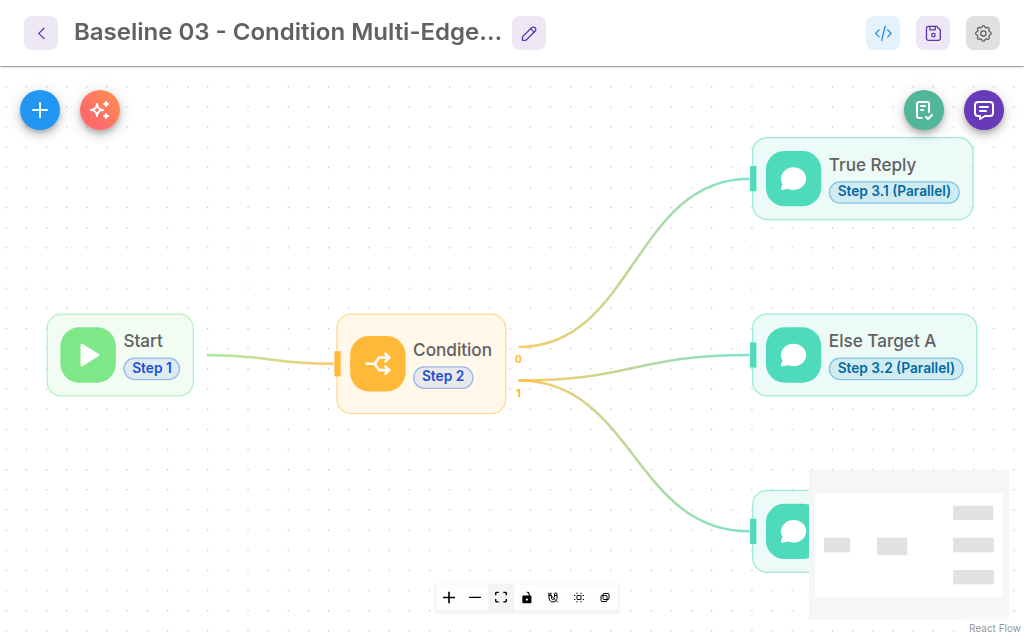 Baseline 03 - Condition Multi-Edge...
True Reply
Step 3.1 (Parallel)
Start
Step 1
Condition
Step 2
0
1
Else Target A
Step 3.2 (Parallel)
React Flow